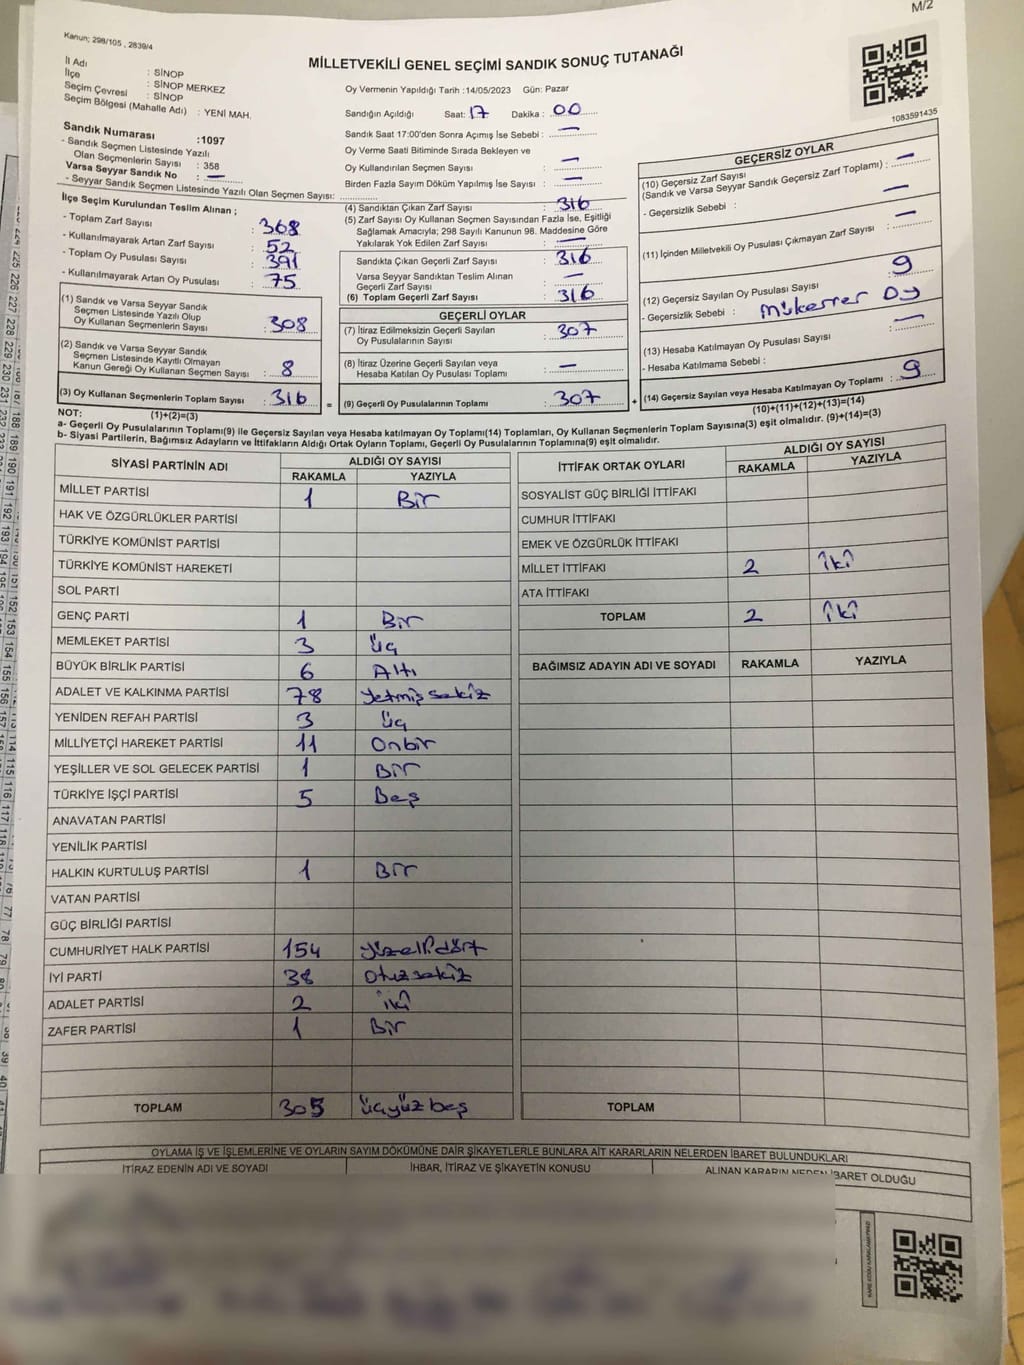 M/2
Kanun; 298/105 , 2839/4
MİLLETVEKİLİ GENEL SEÇİMİ SANDIK SONUÇ TUTANAĞI
İl Adı : SİNOP
İlçe : SİNOP MERKEZ
Seçim Çevresi : SİNOP
Seçim Bölgesi (Mahalle Adı) : YENİ MAH.
Sandık Numarası :1097
- Sandık Seçmen Listesinde Yazılı
Olan Seçmenlerin Sayısı : 358
Varsa Seyyar Sandık No : —
- Seyyar Sandık Seçmen Listesinde Yazılı Olan Seçmen Sayısı:
İlçe Seçim Kurulundan Teslim Alınan ;
- Toplam Zarf Sayısı : 368
- Kullanılmayarak Artan Zarf Sayısı : 52
- Toplam Oy Pusulası Sayısı : 391
- Kullanılmayarak Artan Oy Pusulası : 75
(1) Sandık ve Varsa Seyyar Sandık
Seçmen Listesinde Yazılı Olup
Oy Kullanan Seçmenlerin Sayısı : 308
(2) Sandık ve Varsa Seyyar Sandık
Seçmen Listesinde Kayıtlı Olmayan
Kanun Gereği Oy Kullanan Seçmen Sayısı : 8
(3) Oy Kullanan Seçmenlerin Toplam Sayısı : 316
(1)+(2)=(3)
Oy Vermenin Yapıldığı Tarih :14/05/2023 Gün: Pazar
Sandığın Açıldığı Saat: 17 Dakika : 00
Sandık Saat 17:00'den Sonra Açımış İse Sebebi : —
Oy Verme Saati Bitiminde Sırada Bekleyen ve
Oy Kullandırılan Seçmen Sayısı : —
Birden Fazla Sayım Döküm Yapılmış İse Sayısı : —
(4) Sandıktan Çıkan Zarf Sayısı : 316
(5) Zarf Sayısı Oy Kullanan Seçmen Sayısından Fazla İse, Eşitliği
Sağlamak Amacıyla; 298 Sayılı Kanunun 98. Maddesine Göre
Yakılarak Yok Edilen Zarf Sayısı : —
Sandıkta Çıkan Geçerli Zarf Sayısı : 316
Varsa Seyyar Sandıktan Teslim Alınan
Geçerli Zarf Sayısı : —
(6) Toplam Geçerli Zarf Sayısı : 316
GEÇERLİ OYLAR
(7) İtiraz Edilmeksizin Geçerli Sayılan
Oy Pusulalarının Sayısı : 307
(8) İtiraz Üzerine Geçerli Sayılan veya
Hesaba Katılan Oy Pusulası Toplamı : —
= (9) Geçerli Oy Pusulalarının Toplamı : 307 +
1083591435
GEÇERSİZ OYLAR
(10) Geçersiz Zarf Sayısı
(Sandık ve Varsa Seyyar Sandık Geçersiz Zarf Toplamı) : —
- Geçersizlik Sebebi : —
(11) İçinden Milletvekili Oy Pusulası Çıkmayan Zarf Sayısı : —
(12) Geçersiz Sayılan Oy Pusulası Sayısı : 9
- Geçersizlik Sebebi : Mükerrer Oy
(13) Hesaba Katılmayan Oy Pusulası Sayısı : —
- Hesaba Katılmama Sebebi :
(14) Geçersiz Sayılan veya Hesaba Katılmayan Oy Toplamı : 9
(10)+(11)+(12)+(13)=(14)
NOT:
a- Geçerli Oy Pusulalarının Toplamı(9) ile Geçersiz Sayılan veya Hesaba katılmayan Oy Toplamı(14) Toplamları, Oy Kullanan Seçmenlerin Toplam Sayısına(3) eşit olmalıdır. (9)+(14)=(3)
b- Siyasi Partilerin, Bağımsız Adayların ve İttifakların Aldığı Ortak Oyların Toplamı, Geçerli Oy Pusulalarının Toplamına(9) eşit olmalıdır.
SİYASİ PARTİNİN ADI ALDIĞI OY SAYISI
RAKAMLA YAZIYLA
MİLLET PARTİSİ 1 Bir
HAK VE ÖZGÜRLÜKLER PARTİSİ
TÜRKİYE KOMÜNİST PARTİSİ
TÜRKİYE KOMÜNİST HAREKETİ
SOL PARTİ
GENÇ PARTİ 1 Bir
MEMLEKET PARTİSİ 3 Üç
BÜYÜK BİRLİK PARTİSİ 6 Altı
ADALET VE KALKINMA PARTİSİ 78 Yetmiş sekiz
YENİDEN REFAH PARTİSİ 3 Üç
MİLLİYETÇİ HAREKET PARTİSİ 11 Onbir
YEŞİLLER VE SOL GELECEK PARTİSİ 1 Bir
TÜRKİYE İŞÇİ PARTİSİ 5 Beş
ANAVATAN PARTİSİ
YENİLİK PARTİSİ
HALKIN KURTULUŞ PARTİSİ 1 Bir
VATAN PARTİSİ
GÜÇ BİRLİĞİ PARTİSİ
CUMHURİYET HALK PARTİSİ 154 Yüzellidört
İYİ PARTİ 38 Otuzsekiz
ADALET PARTİSİ 2 iki
ZAFER PARTİSİ 1 Bir
TOPLAM 305 Üçyüz beş
İTTİFAK ORTAK OYLARI ALDIĞI OY SAYISI
RAKAMLA YAZIYLA
SOSYALİST GÜÇ BİRLİĞİ İTTİFAKI
CUMHUR İTTİFAKI
EMEK VE ÖZGÜRLÜK İTTİFAKI
MİLLET İTTİFAKI 2 iki
ATA İTTİFAKI
TOPLAM 2 iki
BAĞIMSIZ ADAYIN ADI VE SOYADI RAKAMLA YAZIYLA
TOPLAM
OYLAMA İŞ VE İŞLEMLERİNE VE OYLARIN SAYIM DÖKÜMÜNE DAİR ŞİKAYETLERLE BUNLARA AİT KARARLARIN NELERDEN İBARET BULUNDUKLARI
İTİRAZ EDENİN ADI VE SOYADI İHBAR, İTİRAZ VE ŞİKAYETİN KONUSU ALINAN KARARIN NEDEN İBARET OLDUĞU